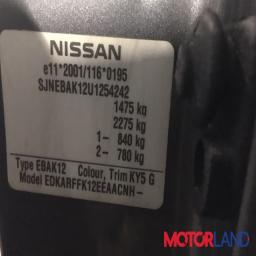 NISSAN
e11*2001/116*0195
SJNEBAK12U1254242
1475 kg
2275 kg
1- 840 kg
2- 780 kg
Type EBAK12 Colour, Trim KY5 G
Model EDKARFFK12EEAACNH-
MOTORLAND